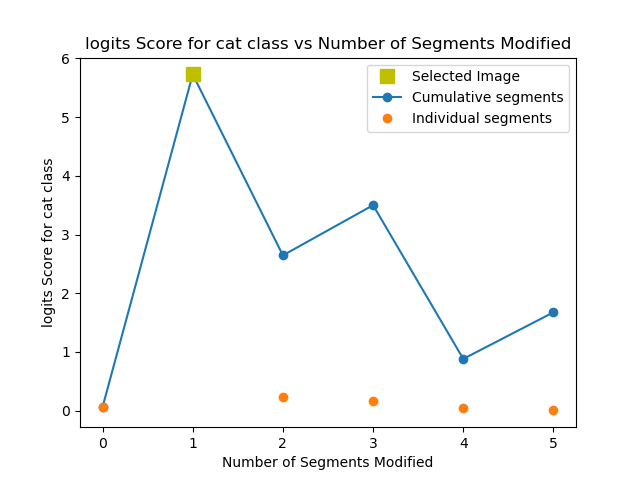 logits Score for cat class vs Number of Segments Modified
Selected Image
Cumulative segments
Individual segments
logits Score for cat class
6
5
4
3
2
1
0
0 1 2 3 4 5
Number of Segments Modified